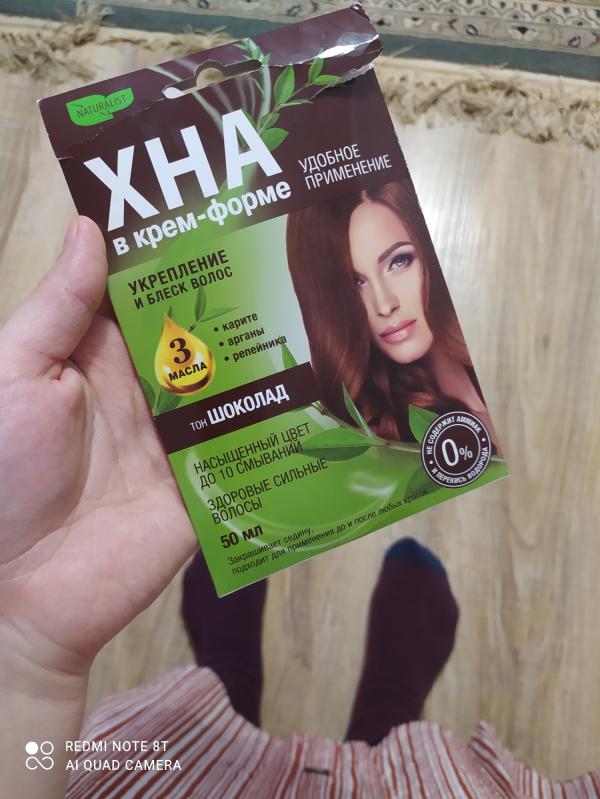 NATURALIST
ХНА
в крем-форме
УДОБНОЕ
ПРИМЕНЕНИЕ
УКРЕПЛЕНИЕ
И БЛЕСК ВОЛОС
3
МАСЛА
• карите
• арганы
• репейника
тон ШОКОЛАД
НАСЫЩЕННЫЙ ЦВЕТ
ДО 10 СМЫВАНИЙ
ЗДОРОВЫЕ СИЛЬНЫЕ
ВОЛОСЫ
50 мл
Закрашивает седину,
подходит для применения до и после любых красок
НЕ СОДЕРЖИТ АММИАК
И ПЕРЕКИСЬ ВОДОРОДА
0%
REDMI NOTE 8T
AI QUAD CAMERA